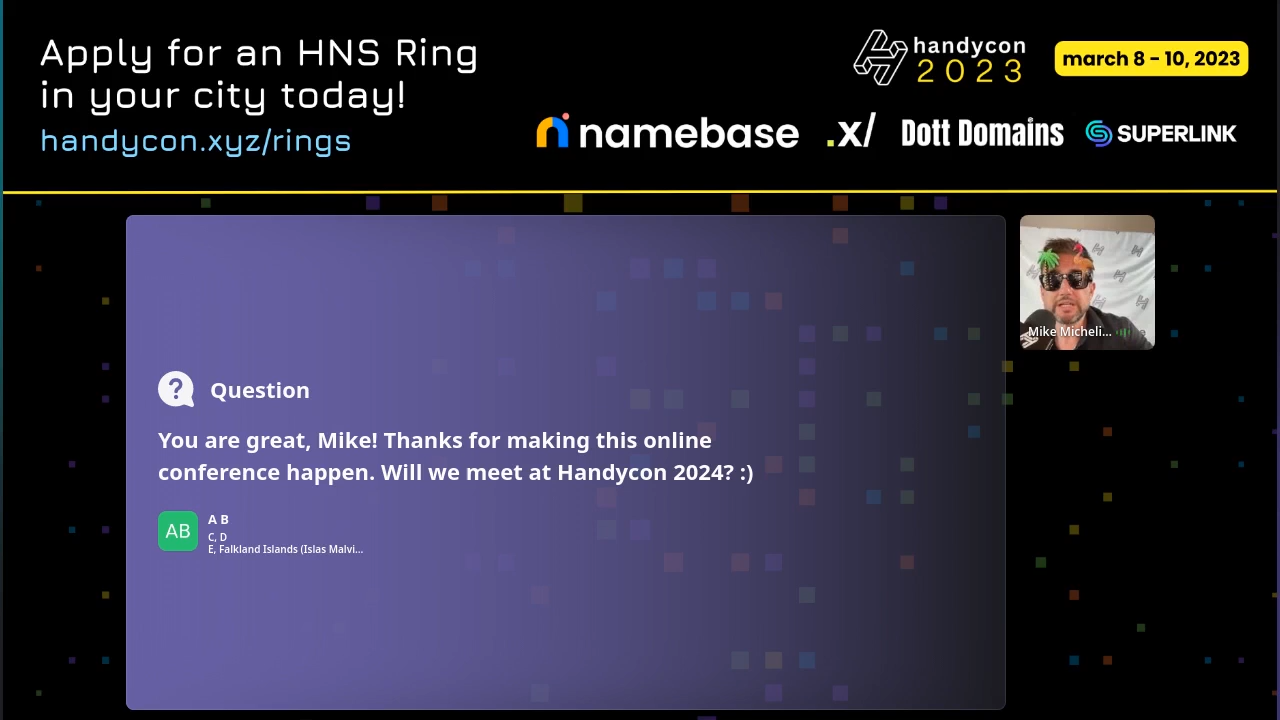 Apply for an HNS Ring
in your city today!
handycon.xyz/rings
handycon
2023
march 8 - 10, 2023
namebase
.x/
Dott Domains
SUPERLINK
Question
You are great, Mike! Thanks for making this online
conference happen. Will we meet at Handycon 2024? :)
AB
A B
C, D
E, Falkland Islands (Islas Malvi...
Mike Micheli...